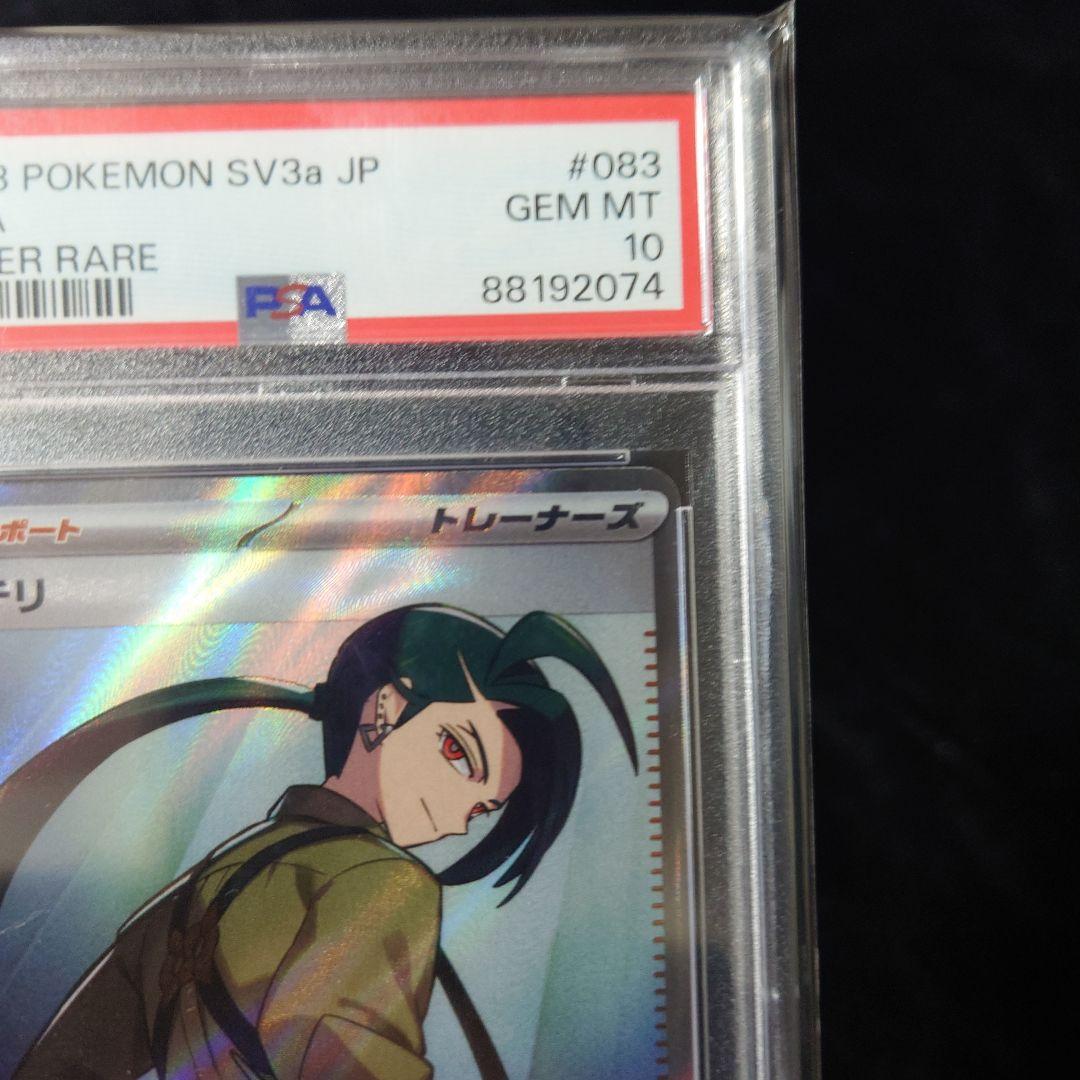 3 POKEMON SV3a JP #083
A GEM MT
ER RARE 10
PSA 88192074
ポート トレーナーズ
チリ